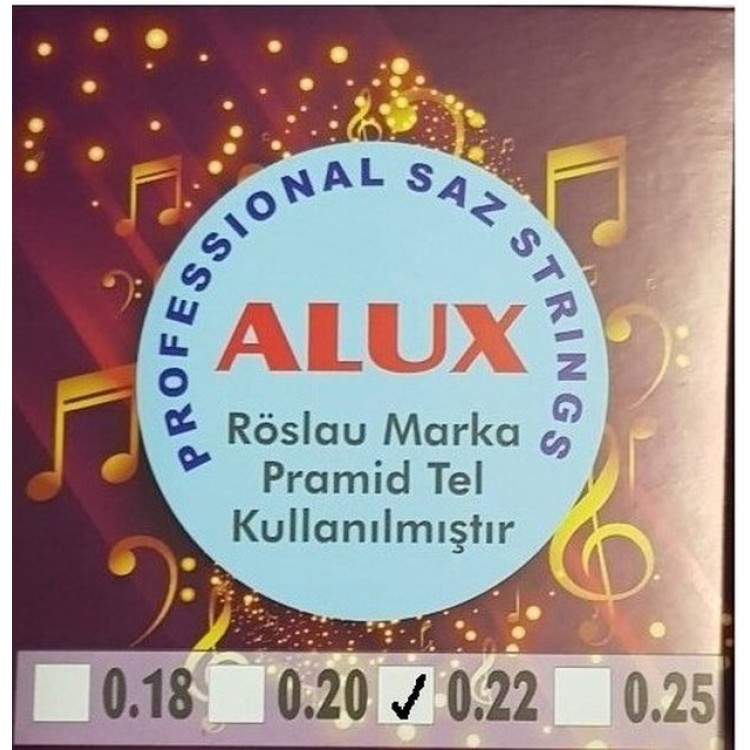 PROFESSIONAL SAZ STRINGS
ALUX
Röslau Marka
Pramid Tel
Kullanılmıştır
0.18 0.20 ✓ 0.22 0.25